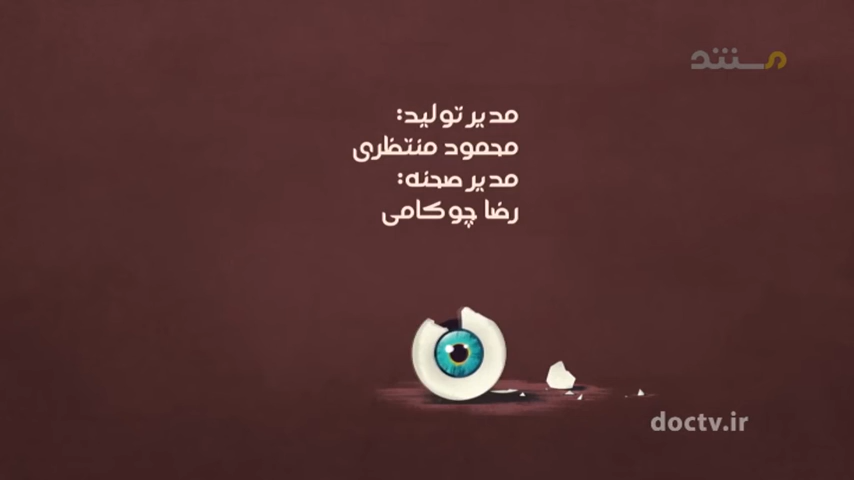 مستند
مدیر تولید:
محمود منتظری
مدیر صحنه:
رضا چوکامی
doctv.ir